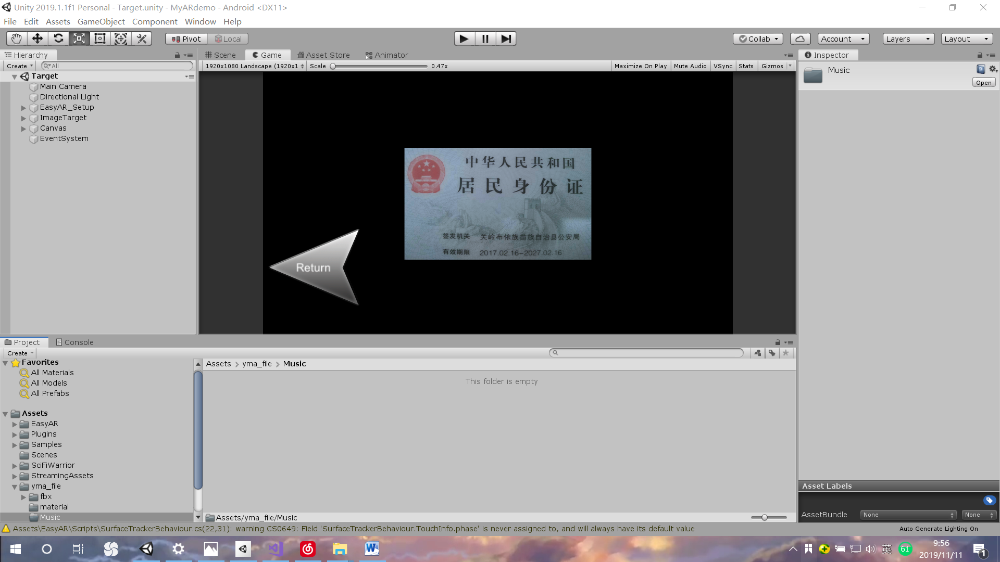 Unity 2019.1.1f1 Personal - Target.unity - MyARdemo - Android <DX11>
File Edit Assets GameObject Component Window Help
Pivot Local Collab Account Layers Layout
Hierarchy
Create All
Target
Main Camera
Directional Light
EasyAR_Setup
ImageTarget
Canvas
EventSystem
Scene Game Asset Store Animator
1920x1080 Landscape (1920x1 Scale 0.47x Maximize On Play Mute Audio VSync Stats Gizmos
中华人民共和国
居民身份证
签发机关 关岭布依族苗族自治县公安局
有效期限 2017.02.16-2027.02.16
Return
Inspector
Music
Open
Project Console
Create
Favorites
All Materials
All Models
All Prefabs
Assets
EasyAR
Plugins
Samples
Scenes
SciFiWarrior
StreamingAssets
yma_file
fbx
material
Music
Assets yma_file Music
This folder is empty
Assets/yma_file/Music
Asset Labels
AssetBundle None None
Assets\EasyAR\Scripts\SurfaceTrackerBehaviour.cs(22,31): warning CS0649: Field 'SurfaceTrackerBehaviour.TouchInfo.phase' is never assigned to, and will always have its default value
Auto Generate Lighting On
英 61
9:56
2019/11/11
1